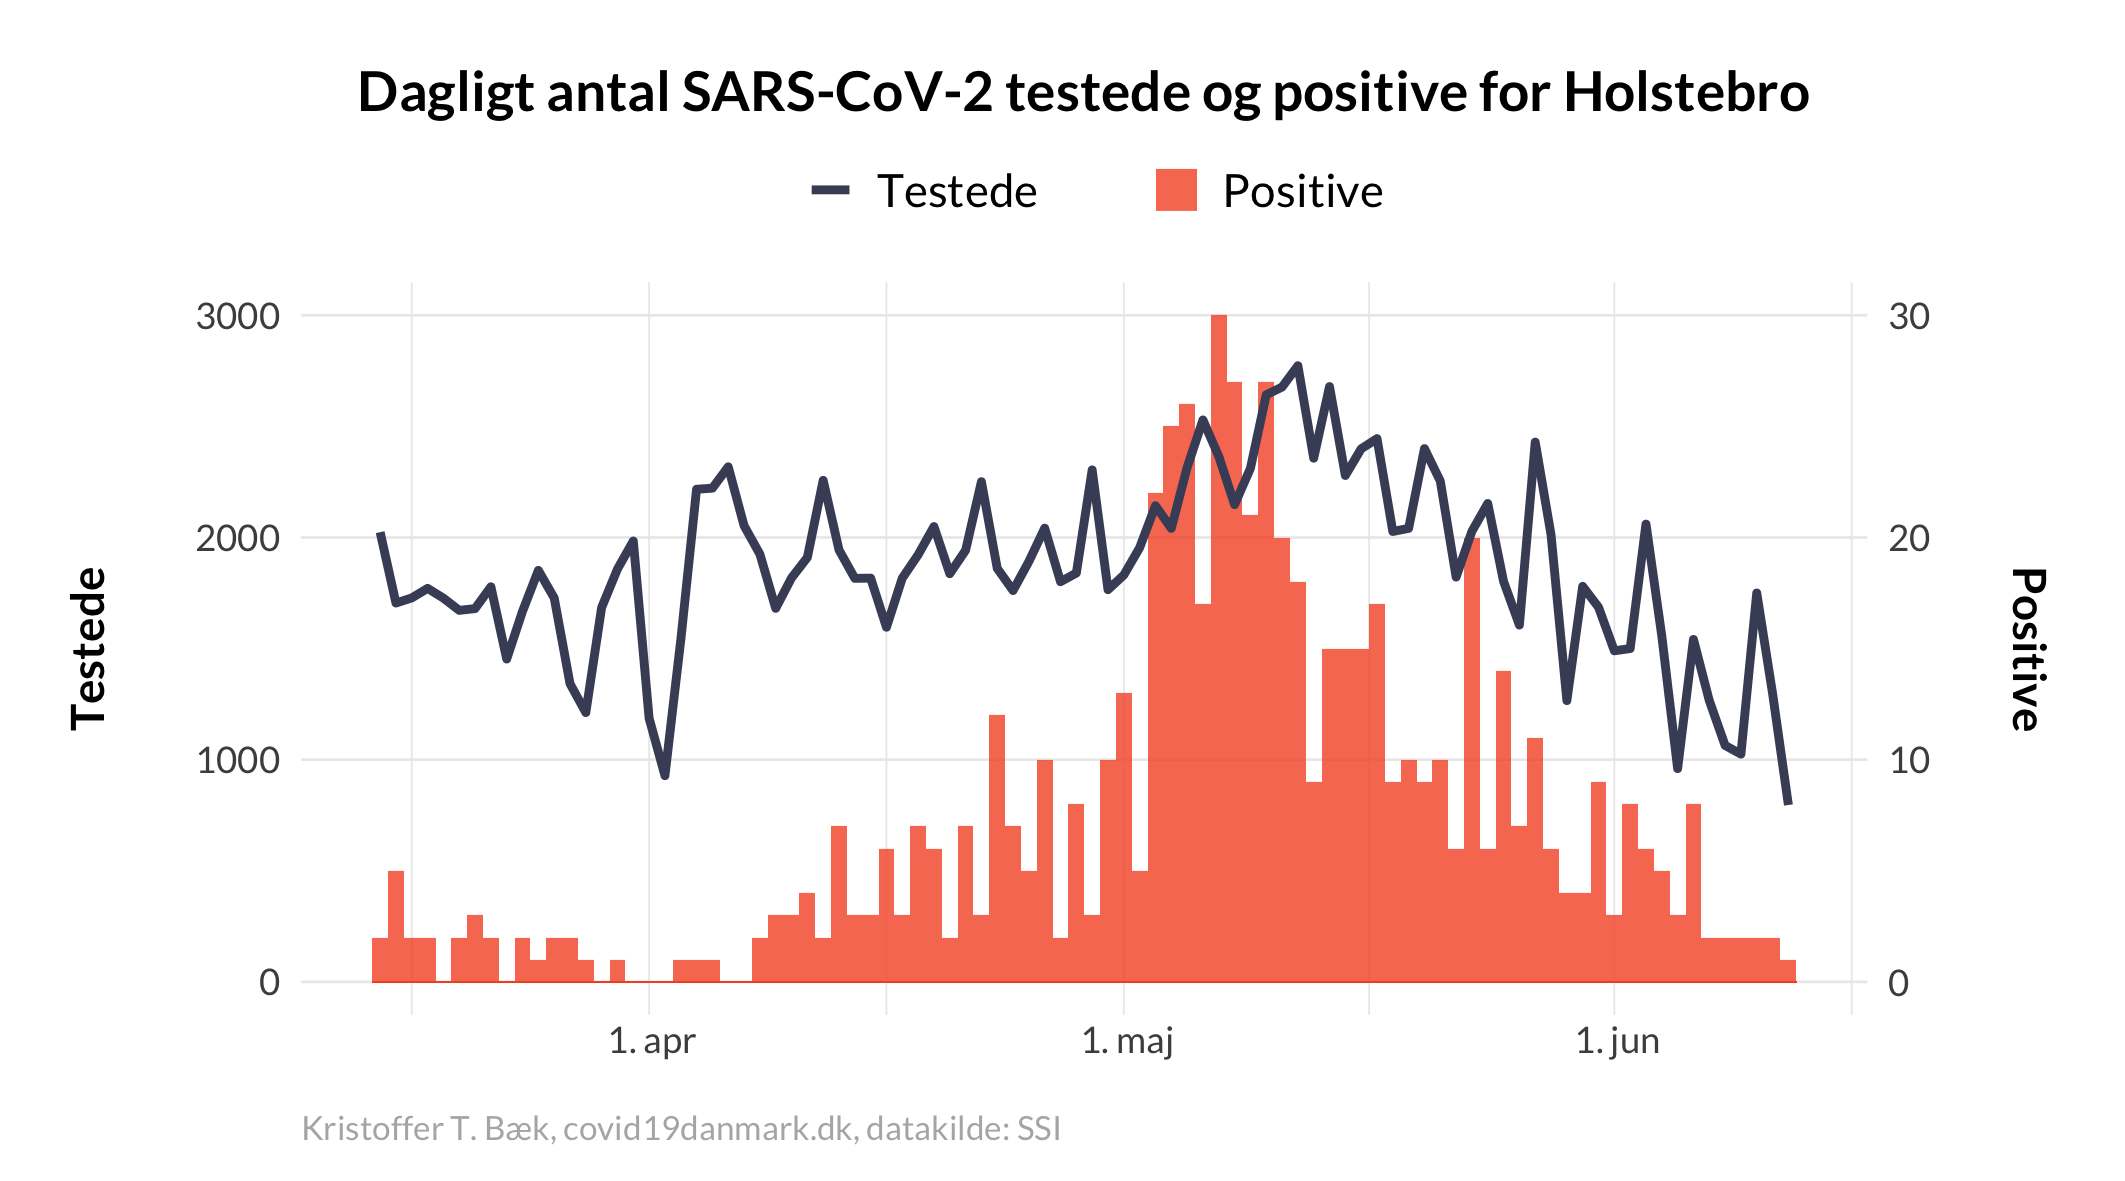 Dagligt antal SARS-CoV-2 testede og positive for Holstebro
Testede
Positive
3000
2000
1000
0
30
20
10
0
Testede
Positive
1. apr
1. maj
1. jun
Kristoffer T. Bæk, covid19danmark.dk, datakilde: SSI